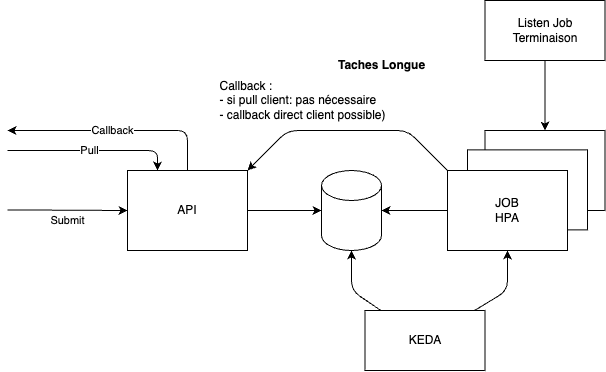 Listen Job
Terminaison
Taches Longue
Callback :
- si pull client: pas nécessaire
- callback direct client possible)
Callback
Pull
Submit
API
JOB
HPA
KEDA